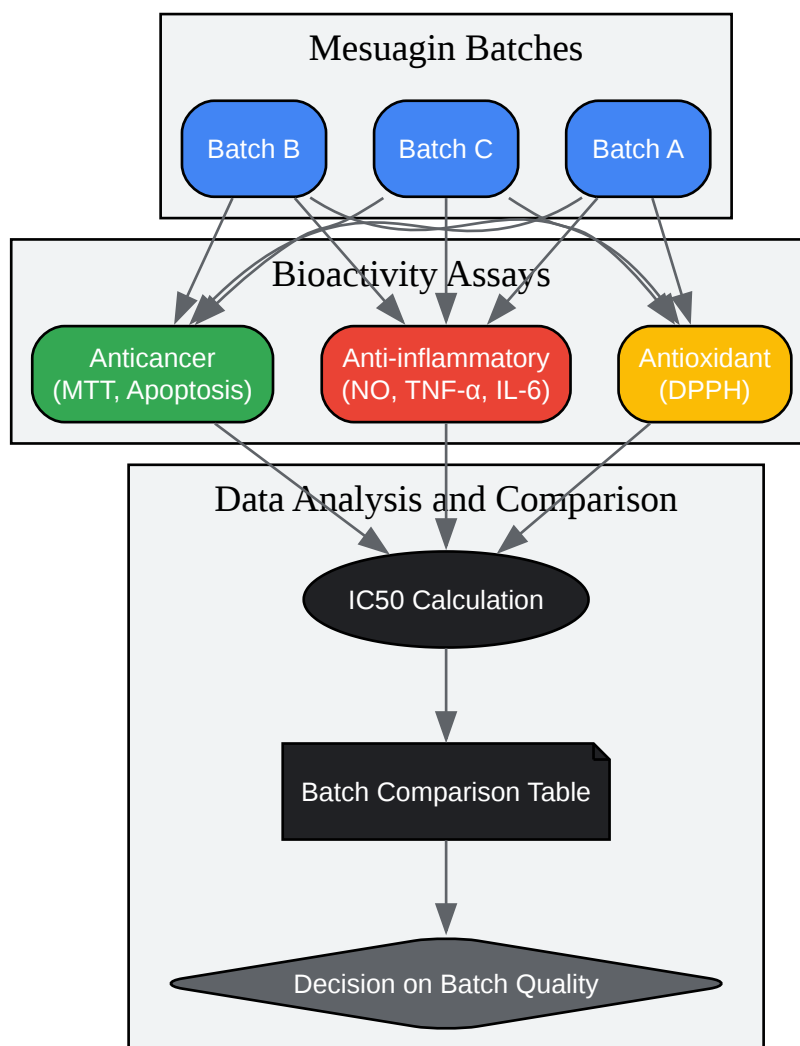 Mesuagin Batches
Batch B
Batch C
Batch A
Bioactivity Assays
Anticancer
(MTT, Apoptosis)
Anti-inflammatory
(NO, TNF-α, IL-6)
Antioxidant
(DPPH)
Data Analysis and Comparison
IC50 Calculation
Batch Comparison Table
Decision on Batch Quality